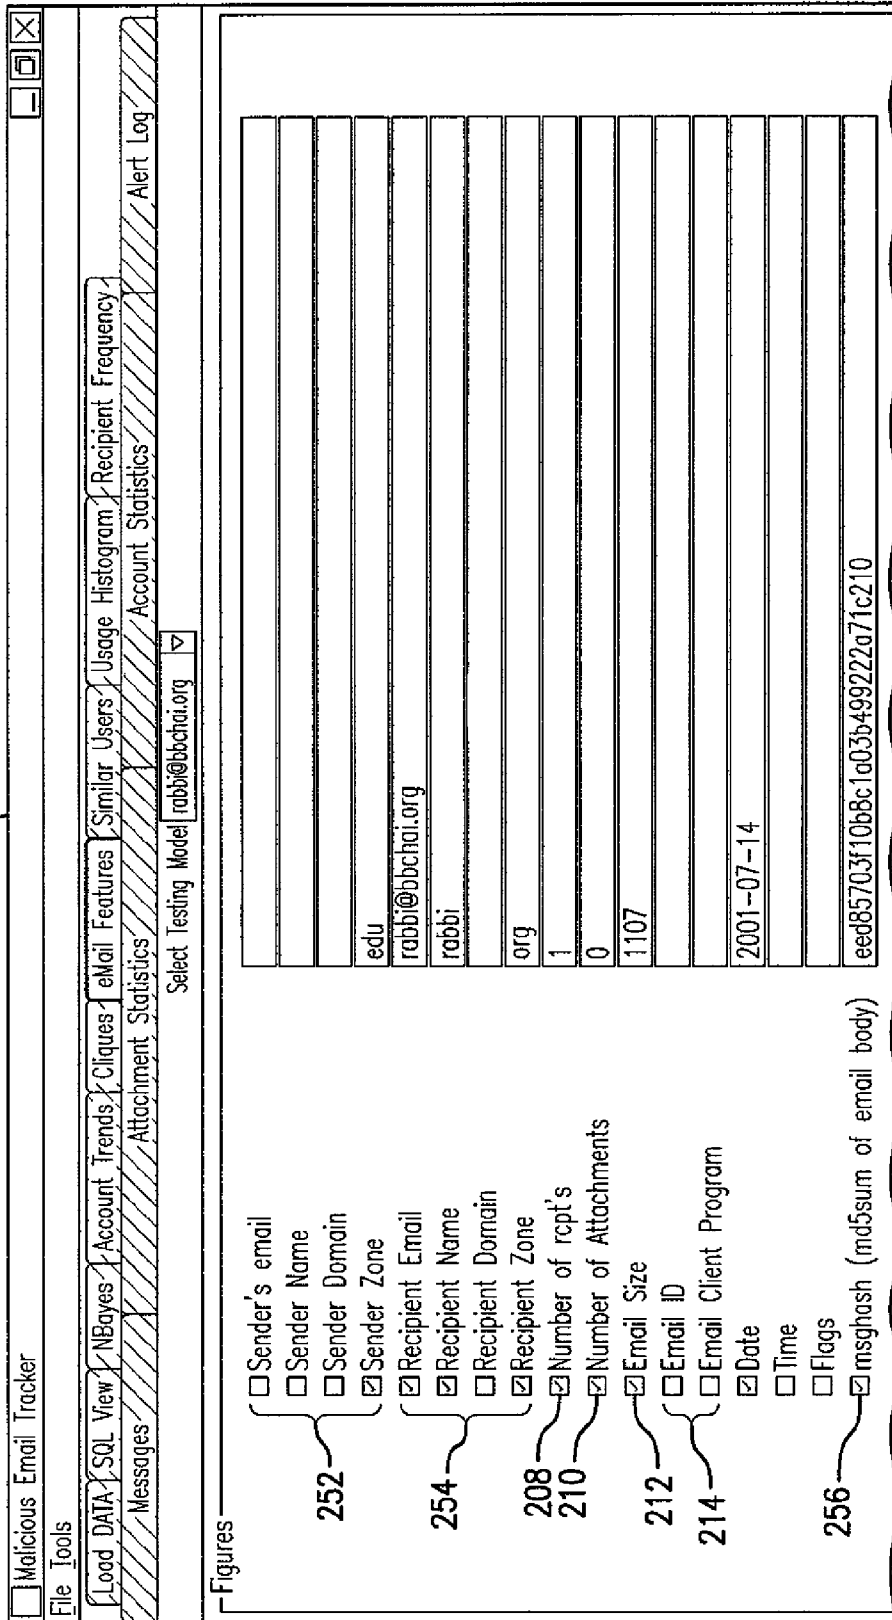 Malicious Email Tracker
File Tools
Load DATA SQL View NBayes Account Trends Cliques eMail Features Similar Users Usage Histogram Recipient Frequency
Messages Attachment Statistics Account Statistics Alert Log
Select Testing Model rabbi@bbchai.org
Figures
252
Sender's email
Sender Name
Sender Domain
Sender Zone edu
254
Recipient Email rabbi@bbchai.org
Recipient Name rabbi
Recipient Domain
Recipient Zone org
208 Number of rcpt's 1
210 Number of Attachments 0
212 Email Size 1107
214
Email ID
Email Client Program
Date 2001-07-14
Time
Flags
256 msghash (md5sum of email body) eed85703f10b8c1a03b499222a71c210